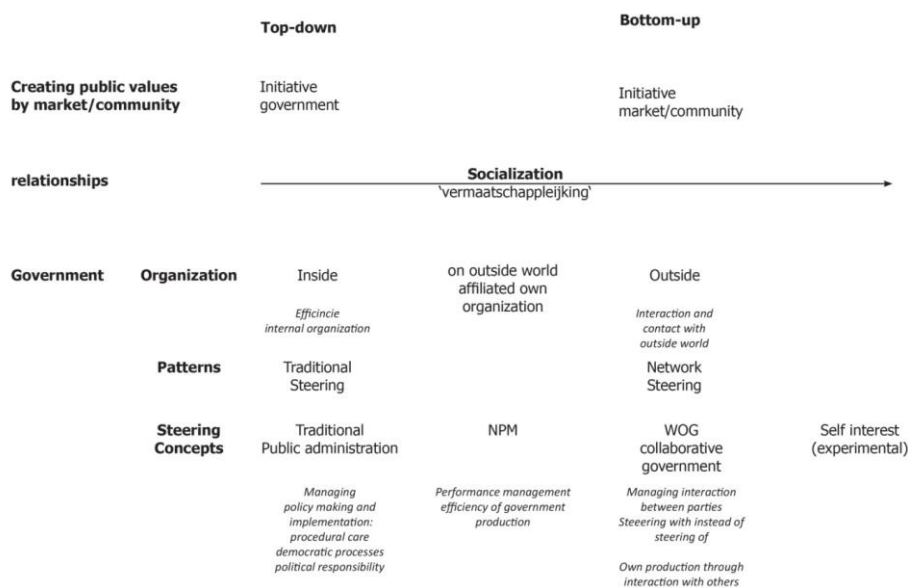 Top-down
Bottom-up
Creating public values
by market/community
Initiative
government
Initiative
market/community
relationships
Socialization
'vermaatschappleijking'
Government
Organization
Inside
on outside world
affiliated own
organization
Outside
Efficincie
internal organization
Interaction and
contact with
outside world
Patterns
Traditional
Steering
Network
Steering
Steering
Concepts
Traditional
Public administration
NPM
WOG
collaborative
government
Self interest
(experimental)
Managing
policy making and
implementation:
procedural care
democratic processes
political responsibility
Performance management
efficiency of government
production
Managing interaction
between parties
Steeering with instead of
steering of
Own production through
interaction with others